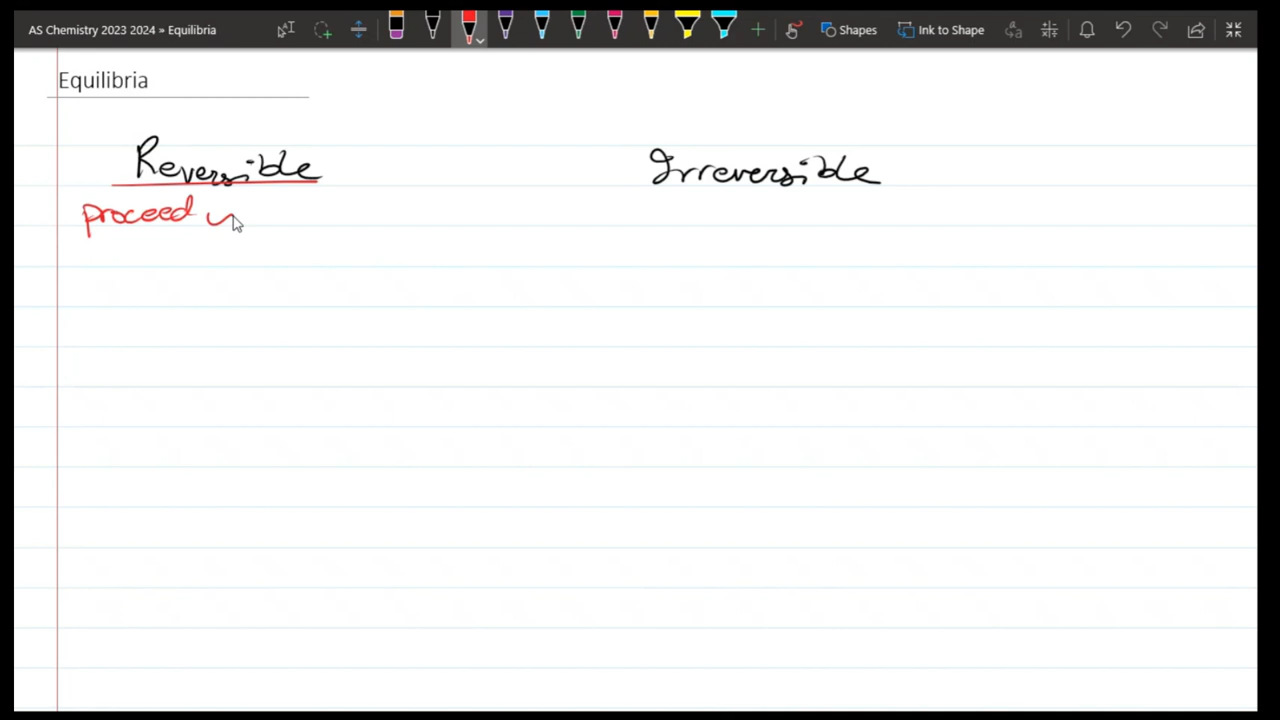 AS Chemistry 2023 2024 » Equilibria
Shapes
Ink to Shape
Equilibria
Reversible
Irreversible
proceed